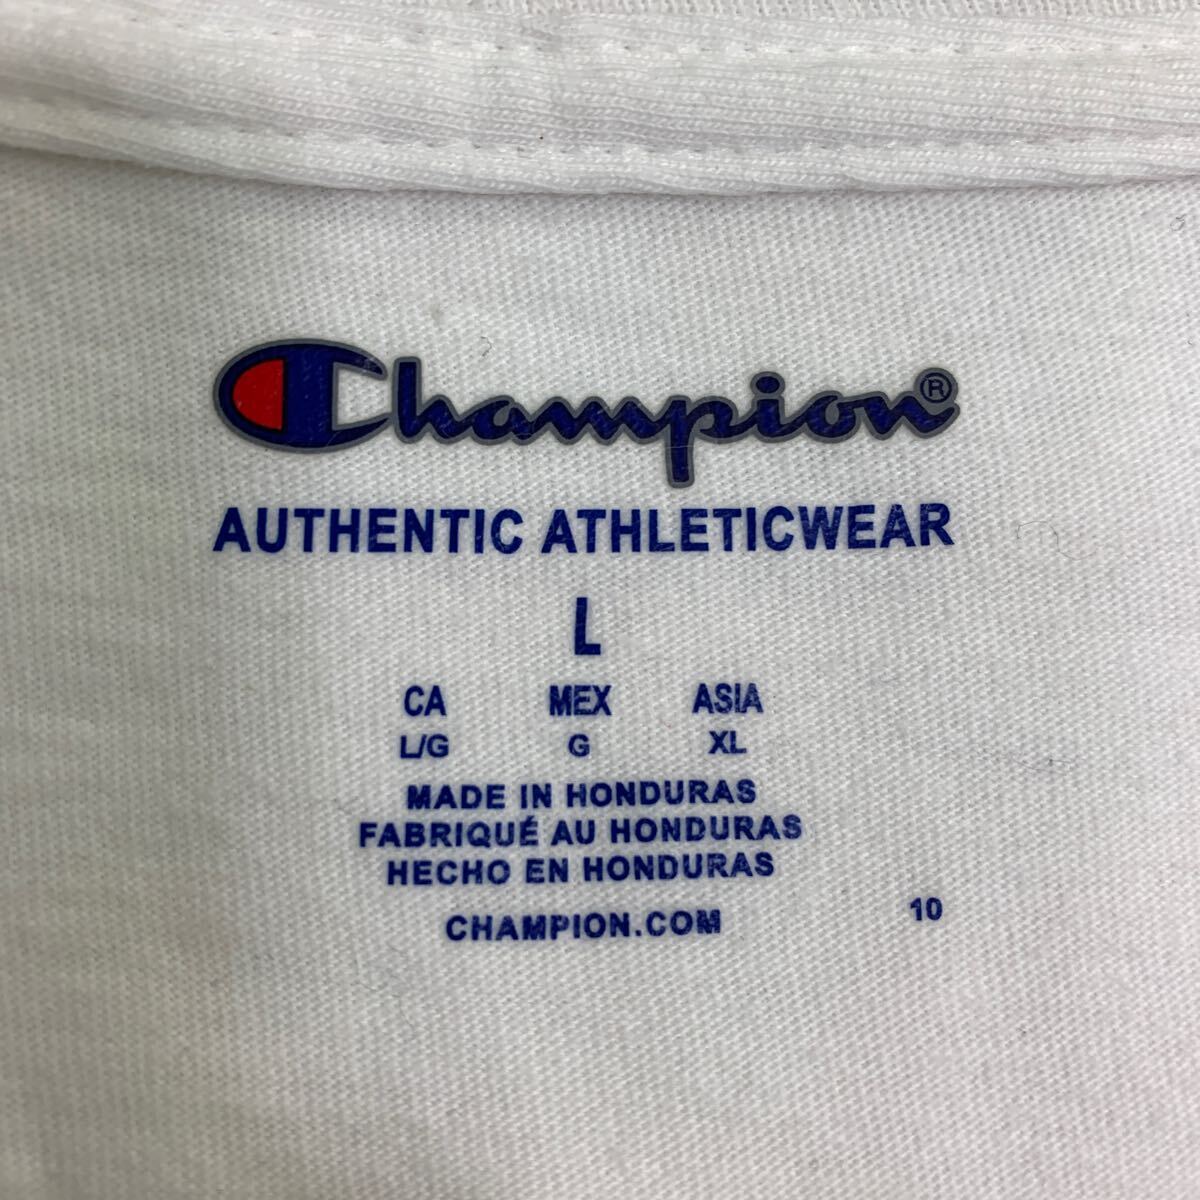 Champion®
AUTHENTIC ATHLETICWEAR
L
CA MEX ASIA
L/G G XL
MADE IN HONDURAS
FABRIQUÉ AU HONDURAS
HECHO EN HONDURAS
CHAMPION.COM 10